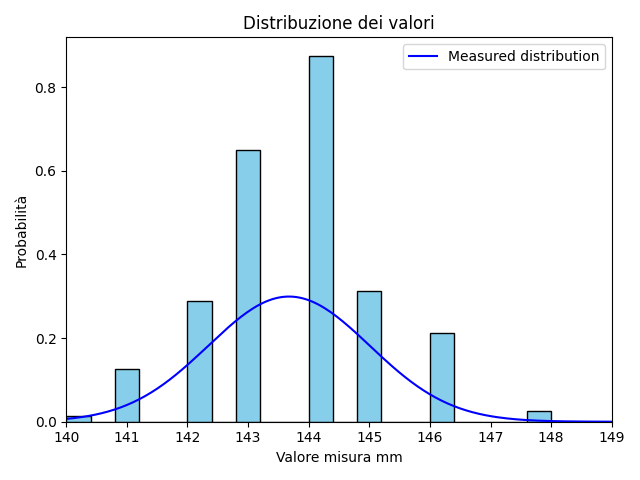 Distribuzione dei valori
Measured distribution
Probabilità
0.8
0.6
0.4
0.2
0.0
140 141 142 143 144 145 146 147 148 149
Valore misura mm